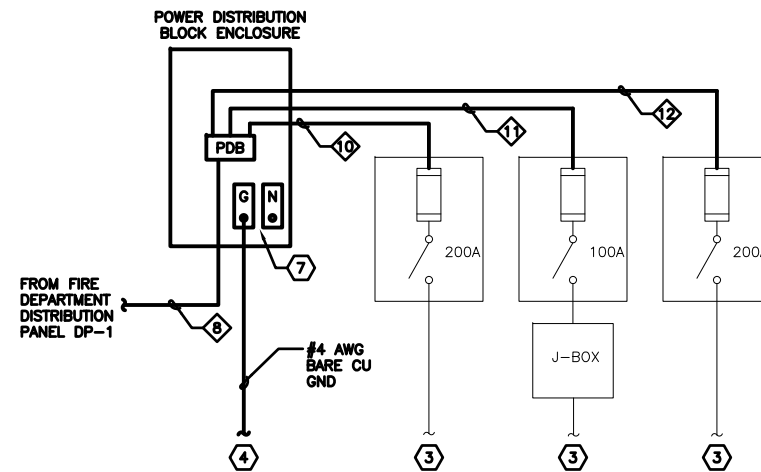 POWER DISTRIBUTION
BLOCK ENCLOSURE
12
11
10
PDB
G
N
200A
100A
200A
7
FROM FIRE
DEPARTMENT
DISTRIBUTION
PANEL DP-1
8
#4 AWG
BARE CU
GND
J-BOX
4
3
3
3